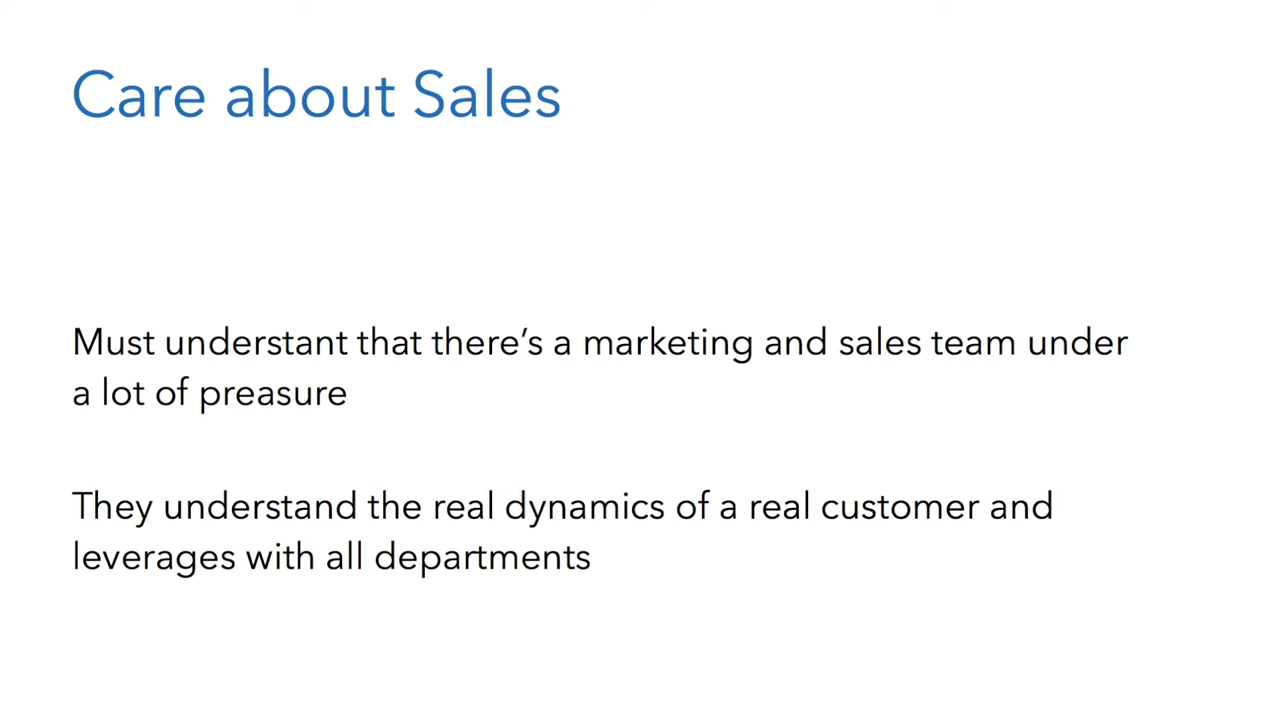 Care about Sales
Must understant that there’s a marketing and sales team under
a lot of preasure
They understand the real dynamics of a real customer and
leverages with all departments